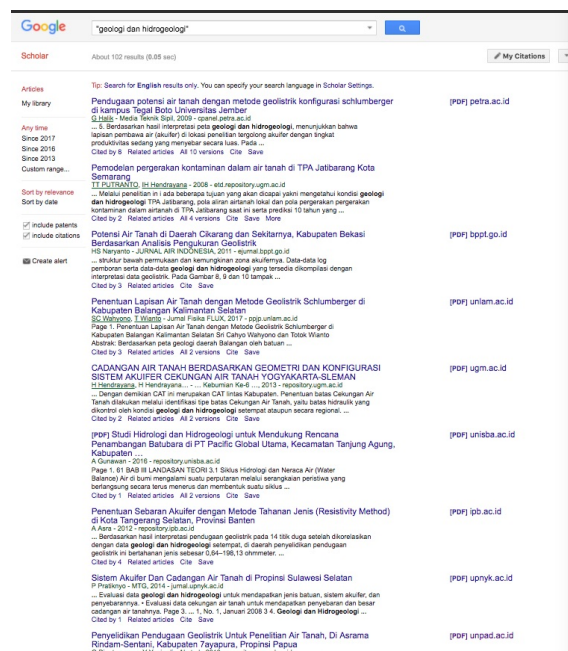 Google
"geologi dan hidrogeologi"
Scholar
About 102 results (0.05 sec)
My Citations
Articles
My library
Any time
Since 2017
Since 2016
Since 2013
Custom range...
Sort by relevance
Sort by date
include patents
include citations
Create alert
Tip: Search for English results only. You can specify your search language in Scholar Settings.
Pendugaan potensi air tanah dengan metode geolistrik konfigurasi schlumberger
di kampus Tegal Boto Universitas Jember
G Halik - Media Teknik Sipil, 2009 - cpanel.petra.ac.id
... 5. Berdasarkan hasil interpretasi peta geologi dan hidrogeologi, menunjukkan bahwa
lapisan pembawa air (akuifer) di lokasi penelitian tergolong akuifer dengan tingkat
produktivitas sedang yang menyebar secara luas. Pada ...
Cited by 6 Related articles All 10 versions Cite Save
[PDF] petra.ac.id
Pemodelan pergerakan kontaminan dalam air tanah di TPA Jatibarang Kota
Semarang
TT PUTRANTO, IH Hendrayana - 2008 - etd.repository.ugm.ac.id
... Melalui penelitian in i ada beberapa tujuan yang akan dicapai yakni mengetahui kondisi geologi
dan hidrogeologi TPA Jatibarang, pola aliran airtanah lokal dan pola pergerakan pergerakan
kontaminan dalam airtanah di TPA Jatibarang saat ini serta prediksi 10 tahun yang ...
Cited by 2 Related articles All 4 versions Cite Save More
Potensi Air Tanah di Daerah Cikarang dan Sekitarnya, Kabupaten Bekasi
Berdasarkan Analisis Pengukuran Geolistrik
HS Naryanto - JURNAL AIR INDONESIA, 2011 - ejurnal.bppt.go.id
... struktur bawah permukaan dan kemungkinan zona akuifernya. Data-data log
pemboran serta data-data geologi dan hidrogeologi yang tersedia dikompilasi dengan
interpretasi data geolistrik. Pada Gambar 8, 9 dan 10 tampak ...
Cited by 3 Related articles Cite Save
[PDF] bppt.go.id
Penentuan Lapisan Air Tanah dengan Metode Geolistrik Schlumberger di
Kabupaten Balangan Kalimantan Selatan
SC Wahyono, T Wianto - Jurnal Fisika FLUX, 2017 - ppjp.unlam.ac.id
Page 1. Penentuan Lapisan Air Tanah dengan Metode Geolistrik Schlumberger di
Kabupaten Balangan Kalimantan Selatan Sri Cahyo Wahyono dan Totok Wianto
Abstrak: Berdasarkan peta geologi daerah Balangan oleh batuan ...
Cited by 3 Related articles All 2 versions Cite Save
[PDF] unlam.ac.id
CADANGAN AIR TANAH BERDASARKAN GEOMETRI DAN KONFIGURASI
SISTEM AKUIFER CEKUNGAN AIR TANAH YOGYAKARTA-SLEMAN
H Hendrayana, H Hendrayana... - ... Kebumian Ke-6 ..., 2013 - repository.ugm.ac.id
... Dengan demikian CAT ini merupakan CAT lintas Kabupaten. Penentuan batas Cekungan Air
Tanah dilakukan melalui identifikasi tipe batas Cekungan Air Tanah, yaitu batas hidraulik yang
dikontrol oleh kondisi geologi dan hidrogeologi setempat ataupun secara regional. ...
Cited by 2 Related articles All 2 versions Cite Save
[PDF] ugm.ac.id
[PDF] Studi Hidrologi dan Hidrogeologi untuk Mendukung Rencana
Penambangan Batubara di PT Pacific Global Utama, Kecamatan Tanjung Agung,
Kabupaten ...
A Gunawan - 2016 - repository.unisba.ac.id
Page 1. 61 BAB III LANDASAN TEORI 3.1 Siklus Hidrologi dan Neraca Air (Water
Balance) Air di bumi mengalami suatu perputaran melalui serangkaian peristiwa yang
berlangsung secara terus menerus dan membentuk suatu siklus ...
Cited by 1 Related articles All 2 versions Cite Save
[PDF] unisba.ac.id
Penentuan Sebaran Akuifer dengan Metode Tahanan Jenis (Resistivity Method)
di Kota Tangerang Selatan, Provinsi Banten
A Asra - 2012 - repository.ipb.ac.id
... Berdasarkan hasil interpretasi pendugaan geolistrik pada 14 titik duga setelah dikorelasikan
dengan data geologi dan hidrogeologi setempat, di daerah penyelidikan pendugaan
geolistrik ini bertahanan jenis sebesar 0,64–198,13 ohmmeter. ...
Cited by 4 Related articles Cite Save
[PDF] ipb.ac.id
Sistem Akuifer Dan Cadangan Air Tanah di Propinsi Sulawesi Selatan
P Pratiknyo - MTG, 2014 - jurnal.upnyk.ac.id
... Evaluasi data geologi dan hidrogeologi untuk mendapatkan jenis batuan, sistem akuifer, dan
penyebarannya. • Evaluasi data cekungan air tanah untuk mendapatkan penyebaran dan besar
cadangan air tanahnya. Page 3. ... 1, No. 1, Januari 2008 3 4. Geologi dan Hidrogeologi ...
Cited by 1 Related articles Cite Save
[PDF] upnyk.ac.id
Penyelidikan Pendugaan Geolistrik Untuk Penelitian Air Tanah, Di Asrama
Rindam-Sentani, Kabupaten 7ayapura, Propinsi Papua
[PDF] unpad.ac.id